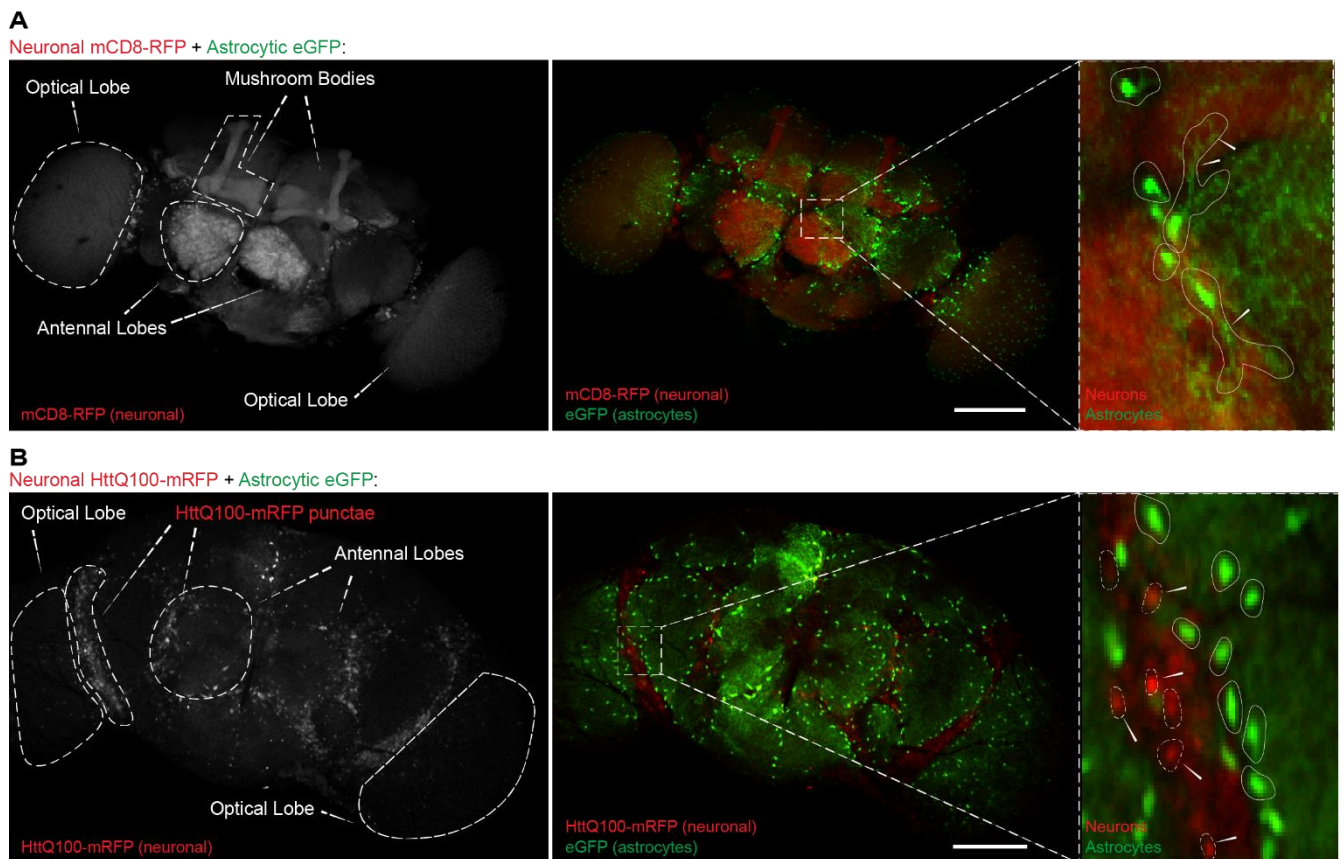 A
Neuronal mCD8-RFP + Astrocytic eGFP:
Optical Lobe
Mushroom Bodies
Antennal Lobes
Optical Lobe
mCD8-RFP (neuronal)
mCD8-RFP (neuronal)
eGFP (astrocytes)
Neurons
Astrocytes
B
Neuronal HttQ100-mRFP + Astrocytic eGFP:
Optical Lobe
HttQ100-mRFP punctae
Antennal Lobes
Optical Lobe
HttQ100-mRFP (neuronal)
HttQ100-mRFP (neuronal)
eGFP (astrocytes)
Neurons
Astrocytes